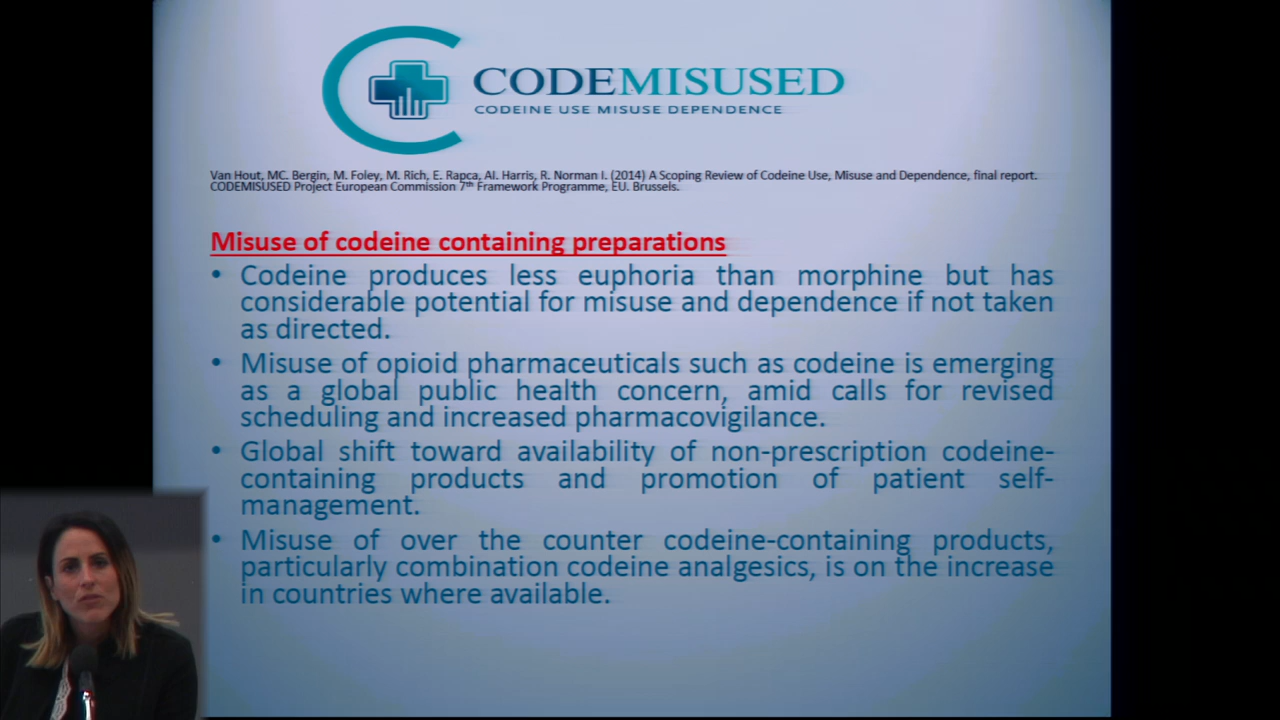 CODEMISUSED
CODEINE USE MISUSE DEPENDENCE
Van Hout, MC. Bergin, M. Foley, M. Rich, E. Rapca, AI. Harris, R. Norman I. (2014) A Scoping Review of Codeine Use, Misuse and Dependence, final report.
CODEMISUSED Project European Commission 7th Framework Programme, EU. Brussels.
Misuse of codeine containing preparations
• Codeine produces less euphoria than morphine but has
considerable potential for misuse and dependence if not taken
as directed.
• Misuse of opioid pharmaceuticals such as codeine is emerging
as a global public health concern, amid calls for revised
scheduling and increased pharmacovigilance.
• Global shift toward availability of non-prescription codeine-
containing products and promotion of patient self-
management.
• Misuse of over the counter codeine-containing products,
particularly combination codeine analgesics, is on the increase
in countries where available.